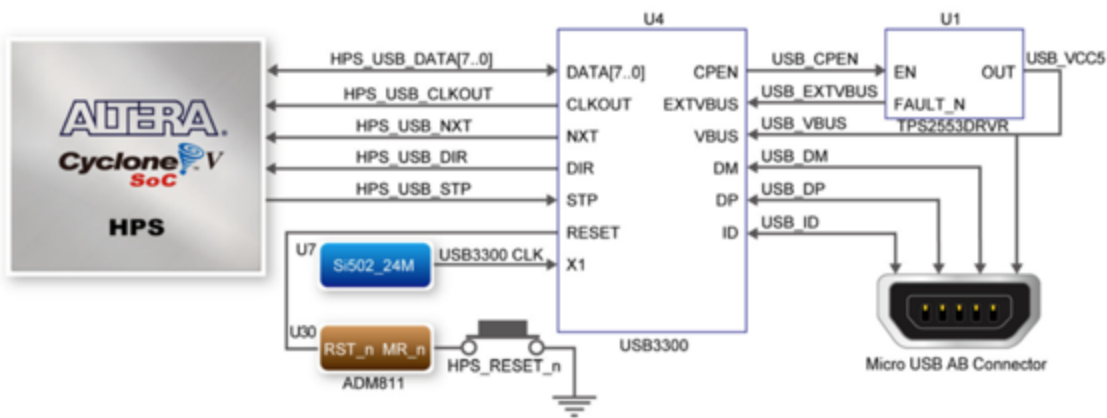 U4
U1
HPS_USB_DATA[7..0]
DATA[7..0]
CPEN
USB_CPEN
EN
OUT
USB_VCC5
HPS_USB_CLKOUT
CLKOUT
EXTVBUS
USB_EXTVBUS
FAULT_N
ALTERA®
Cyclone V
SoC
HPS
HPS_USB_NXT
NXT
VBUS
USB_VBUS
TPS2553DRVR
HPS_USB_DIR
DIR
DM
USB_DM
HPS_USB_STP
STP
DP
USB_DP
RESET
ID
USB_ID
U7
Si502_24M
USB3300 CLK
X1
U30
RST_n MR_n
HPS_RESET_n
ADM811
USB3300
Micro USB AB Connector